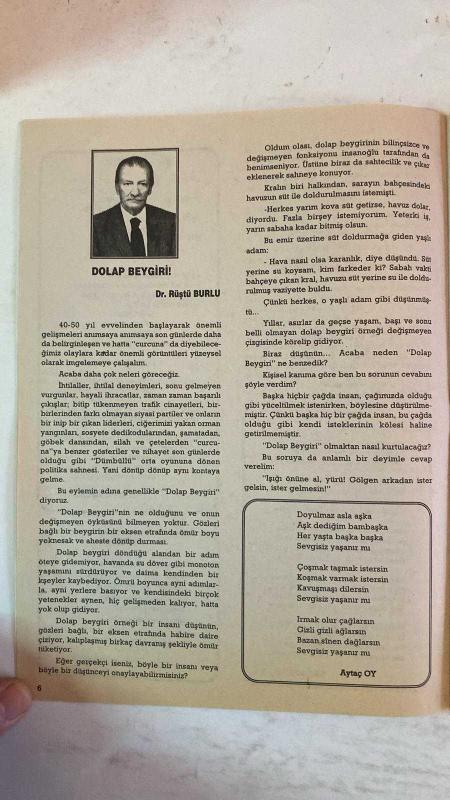 DOLAP BEYGİRİ!
Dr. Rüştü BURLU
40-50 yıl evvelinden başlayarak önemli
gelişmeleri anımsaya anımsaya son günlerde daha
da belirginleşen ve hatta "curcuna" da diyebilece-
ğimiz olaylara kadar önemli görüntüleri yüzeysel
olarak imgelemeye çalışalım.
Acaba daha çok neleri göreceğiz.
İhtilaller, ihtilal deneyimleri, sonu gelmeyen
vurgunlar, hayali ihracatlar, zaman zaman başarılı
çıkışlar; bitip tükenmeyen trafik cinayetleri, bir-
birlerinden farkı olmayan siyasi partiler ve onların
bir inip bir çıkan liderleri, ciğerimizi yakan orman
yangınları, sosyete dedikodularından, şamatadan,
göbek dansından, silah ve çetelerden "curcu-
na"ya benzer gösteriler ve nihayet son günlerde
olduğu gibi "Dümbüllü" orta oyununa dönen
politika sahnesi. Yani dönüp dönüp aynı kontaya
gelme.
Bu eylemin adına genellikle "Dolap Beygiri"
diyoruz.
"Dolap Beygiri"nin ne olduğunu ve onun
değişmeyen öyküsünü bilmeyen yoktur. Gözleri
bağlı bir beygirin bir eksen etrafında ömür boyu
yeknesak ve aheste dönüp durması.
Dolap beygiri döndüğü alandan bir adım
öteye gidemiyor, havanda su döver gibi monoton
yaşamını sürdürüyor ve daima kendinden bir
kşeyler kaybediyor. Ömrü boyunca ayni adımlar-
la, ayni yerlere basıyor ve kendisindeki birçok
yetenekler aynen, hiç gelişmeden kalıyor, hatta
yok olup gidiyor.
Dolap beygiri örneği bir insanı düşünün,
gözleri bağlı, bir eksen etrafında habire daire
çiziyor, kalıplaşmış birkaç davranış şekliyle ömür
tüketiyor.
Eğer gerçekçi iseniz, böyle bir insanı veya
böyle bir düşünceyi onaylayabilirmisiniz?
6
Oldum olası, dolap beygirinin bilinçsizce ve
değişmeyen fonksiyonu insanoğlu tarafından da
benimseniyor. Üstüne biraz da sahtecilik ve çıkar
eklenerek sahneye konuyor.
Kralın biri halkından, sarayın bahçesindeki
havuzun süt ile doldurulmasını istemişti.
-Herkes yarım kova süt getirse, havuz dolar,
diyordu. Fazla birşey istemiyorum. Yeterki iş,
yarın sabaha kadar bitmiş olsun.
Bu emir üzerine süt doldurmağa giden yaşlı
adam:
- Hava nasıl olsa karanlık, diye düşündü. Süt
yerine su koysam, kim farkeder ki? Sabah vakti
bahçeye çıkan kral, havuzu süt yerine su ile doldu-
rulmuş vaziyette buldu.
Çünkü herkes, o yaşlı adam gibi düşünmüş-
tü...
Yıllar, asırlar da geçse yaşam, başı ve sonu
belli olmayan dolap beygiri örneği değişmeyen
çizgisinde körelip gidiyor.
Biraz düşünün... Acaba neden "Dolap
Beygiri" ne benzedik?
Kişisel kanıma göre ben bu sorunun cevabını
şöyle verdim?
Başka hiçbir çağda insan, çağımızda olduğu
gibi yüceltilmek istenirken, böylesine düşürülme-
miştir. Çünkü başka hiç bir çağda insan, bu çağda
olduğu gibi kendi isteklerinin kölesi haline
getirilmemiştir.
"Dolap Beygiri" olmaktan nasıl kurtulacağız?
Bu soruya da anlamlı bir deyimle cevap
verelim:
"Işığı önüne al, yürü! Gölgen arkadan ister
gelsin, ister gelmesin!"
Doyulmaz asla aşka
Aşk dediğim bambaşka
Her yaşta başka başka
Sevgisiz yaşanır mı
Coşmak taşmak istersin
Koşmak varmak istersin
Kavuşmayı dilersin
Sevgisiz yaşanır mı
Irmak olur çağlarsın
Gizli gizli ağlarsın
Bazan sinen dağlarsın
Sevgisiz yaşanır mı
Aytaç OY